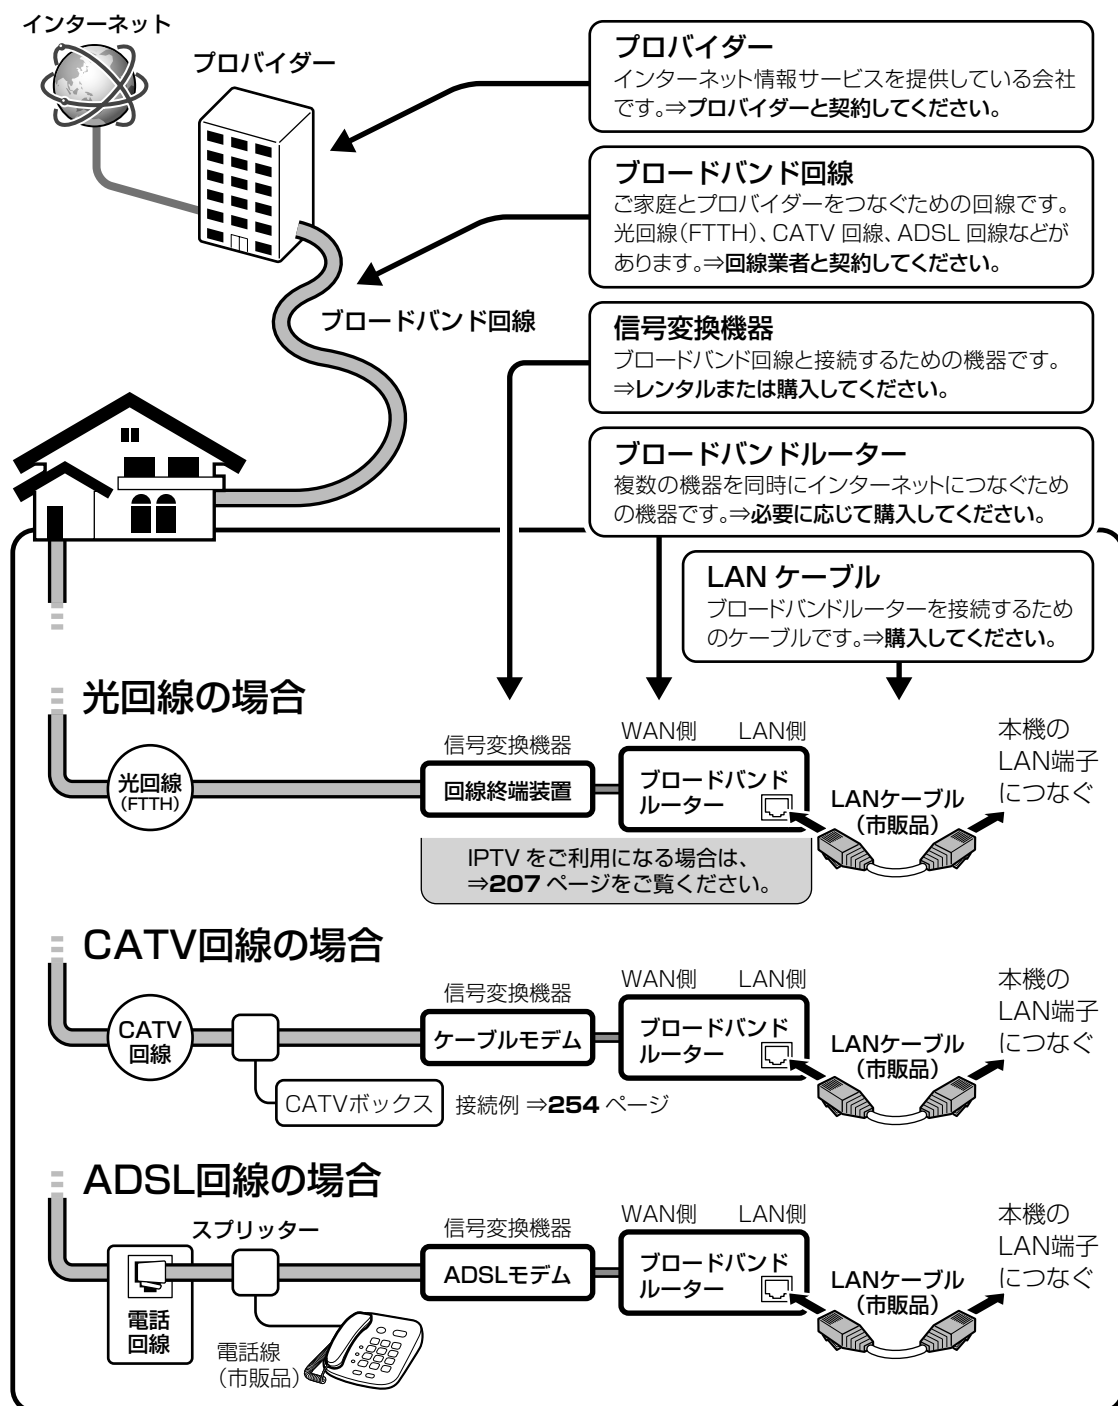 インターネット
プロバイダー
プロバイダー
インターネット情報サービスを提供している会社
です。⇒プロバイダーと契約してください。
ブロードバンド回線
ご家庭とプロバイダーをつなぐための回線です。
光回線(FTTH)、CATV 回線、ADSL 回線などが
あります。⇒回線業者と契約してください。
ブロードバンド回線
信号変換機器
ブロードバンド回線と接続するための機器です。
⇒レンタルまたは購入してください。
ブロードバンドルーター
複数の機器を同時にインターネットにつなぐため
の機器です。⇒必要に応じて購入してください。
LAN ケーブル
ブロードバンドルーターを接続するため
のケーブルです。⇒購入してください。
光回線の場合
光回線
(FTTH)
信号変換機器
回線終端装置
WAN側 LAN側
ブロードバンド
ルーター
LANケーブル
(市販品)
本機の
LAN端子
につなぐ
IPTV をご利用になる場合は、
⇒207 ページをご覧ください。
CATV回線の場合
CATV
回線
CATVボックス
接続例 ⇒254 ページ
信号変換機器
ケーブルモデム
WAN側 LAN側
ブロードバンド
ルーター
LANケーブル
(市販品)
本機の
LAN端子
につなぐ
ADSL回線の場合
スプリッター
電話
回線
電話線
(市販品)
信号変換機器
ADSLモデム
WAN側 LAN側
ブロードバンド
ルーター
LANケーブル
(市販品)
本機の
LAN端子
につなぐ